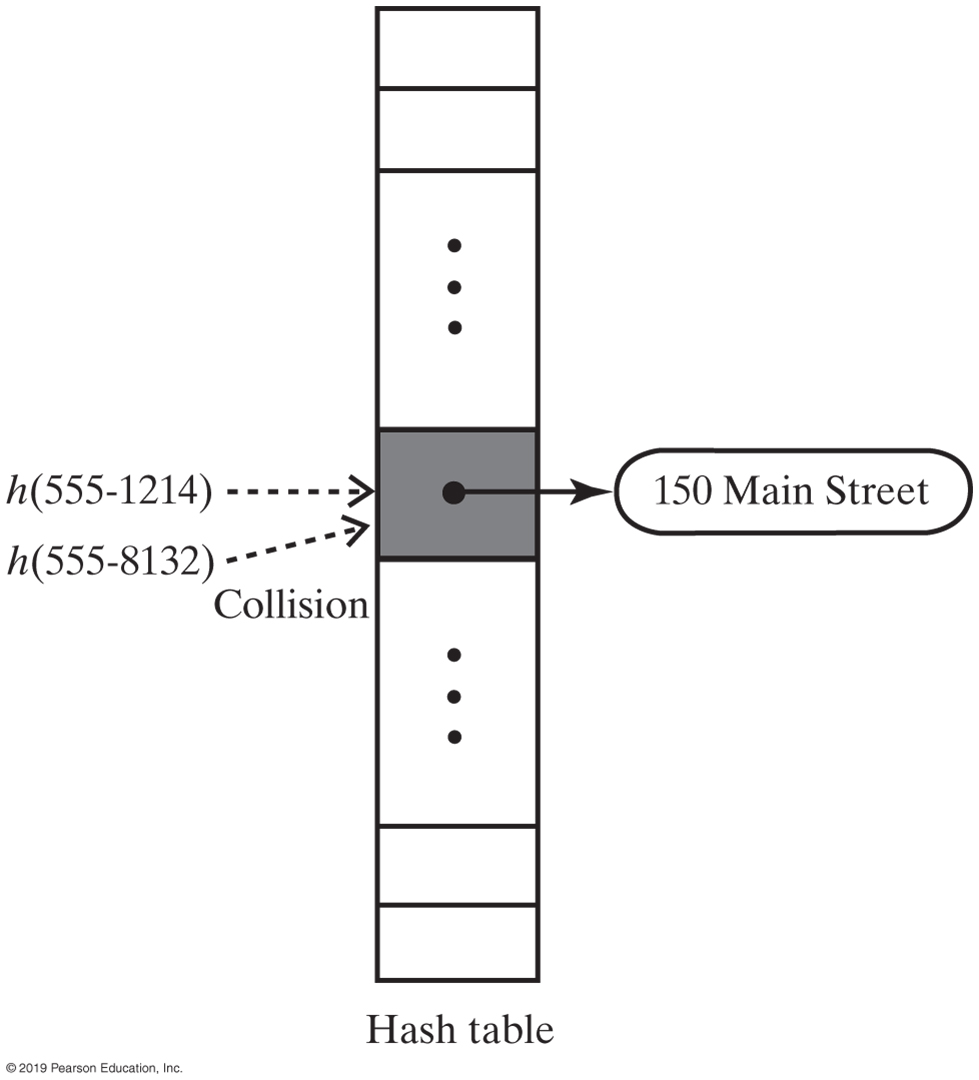 h(555-1214)
150 Main Street
h(555-8132)
Collision
Hash table
© 2019 Pearson Education, Inc.